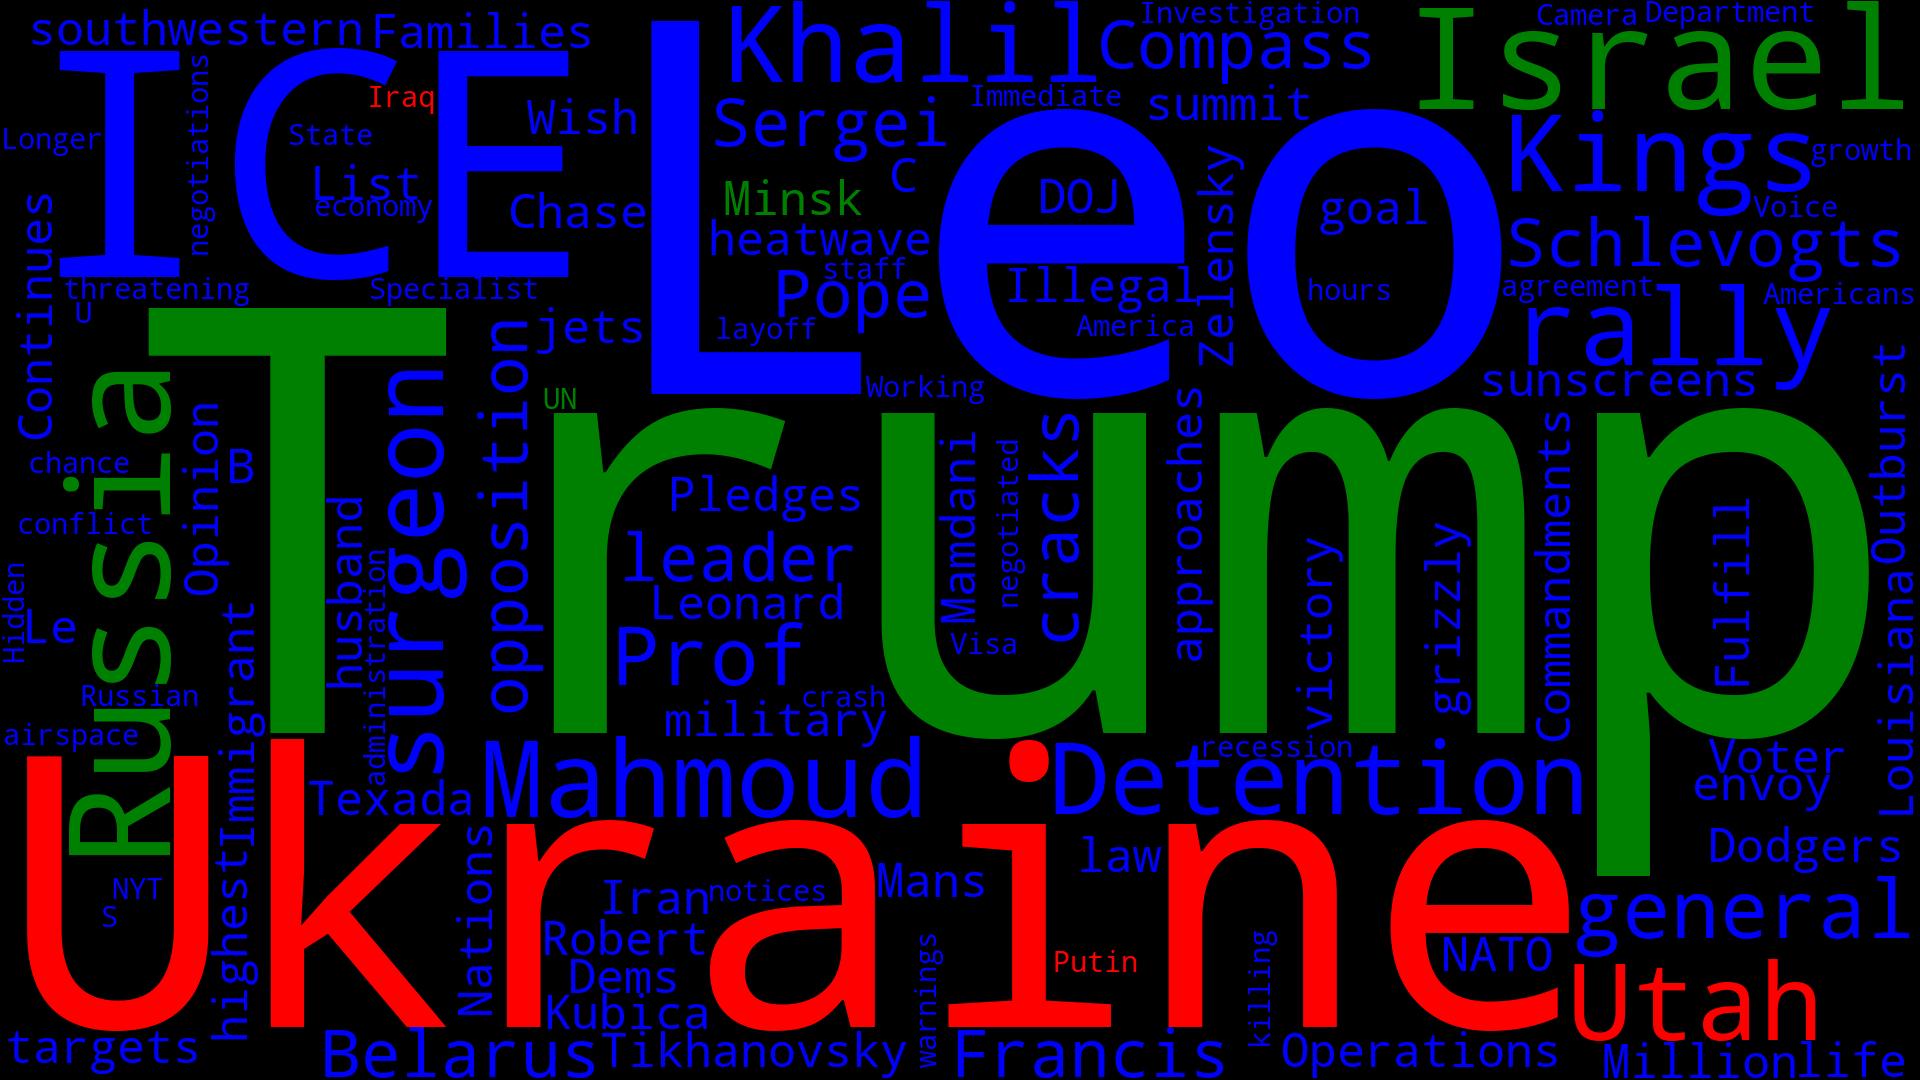 southwestern
Families
Khalil
Compass
Investigation
Israel
Camera
Department
ICE
Leo
Iraq
negotiations
Longer
State
List
economy
Wish
Chase
Sergei
Immediate
summit
C
Minsk
DOJ
heatwave
staff
Pope
Illegal
layoff
America
Zelensky
goal
hours
Kings
growth
Voice
Schlevogts
agreement
Americans
rally
sunscreens
Continues
threatening
U
Specialist
jets
Trump
Russia
surgeon
opposition
UN
Working
Outburst
chance
Opinion
B
conflict
husband
administration
Pledges
leader
Leonard
Prof
military
crash
Mamdani
negotiated
cracks
Visa
approaches
victory
grizzly
Commandments
Fulfill
Louisiana
Hidden
Le
Immigrant
Russian
airspace
Texada
Mahmoud
Detention
recession
Voter
envoy
Dodgers
Ukraine
NYT
S
highest
Nations
Iran
notices
Mans
law
Robert
Dems
Kubica
warnings
Putin
killing
NATO
general
Utah
targets
Belarus
Tikhanovsky
Francis
Operations
Million
life